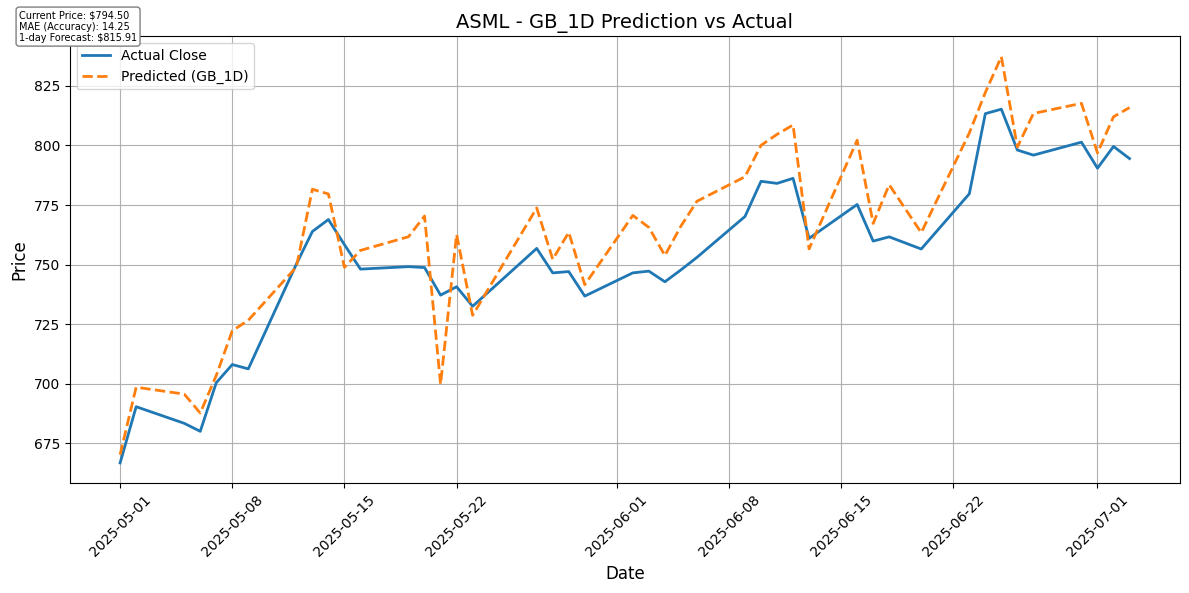 Current Price: $794.50
MAE (Accuracy): 14.25
1-day Forecast: $815.91
ASML - GB_1D Prediction vs Actual
Actual Close
Predicted (GB_1D)
Price
825
800
775
750
725
700
675
2025-05-01
2025-05-08
2025-05-15
2025-05-22
2025-06-01
2025-06-08
2025-06-15
2025-06-22
2025-07-01
Date